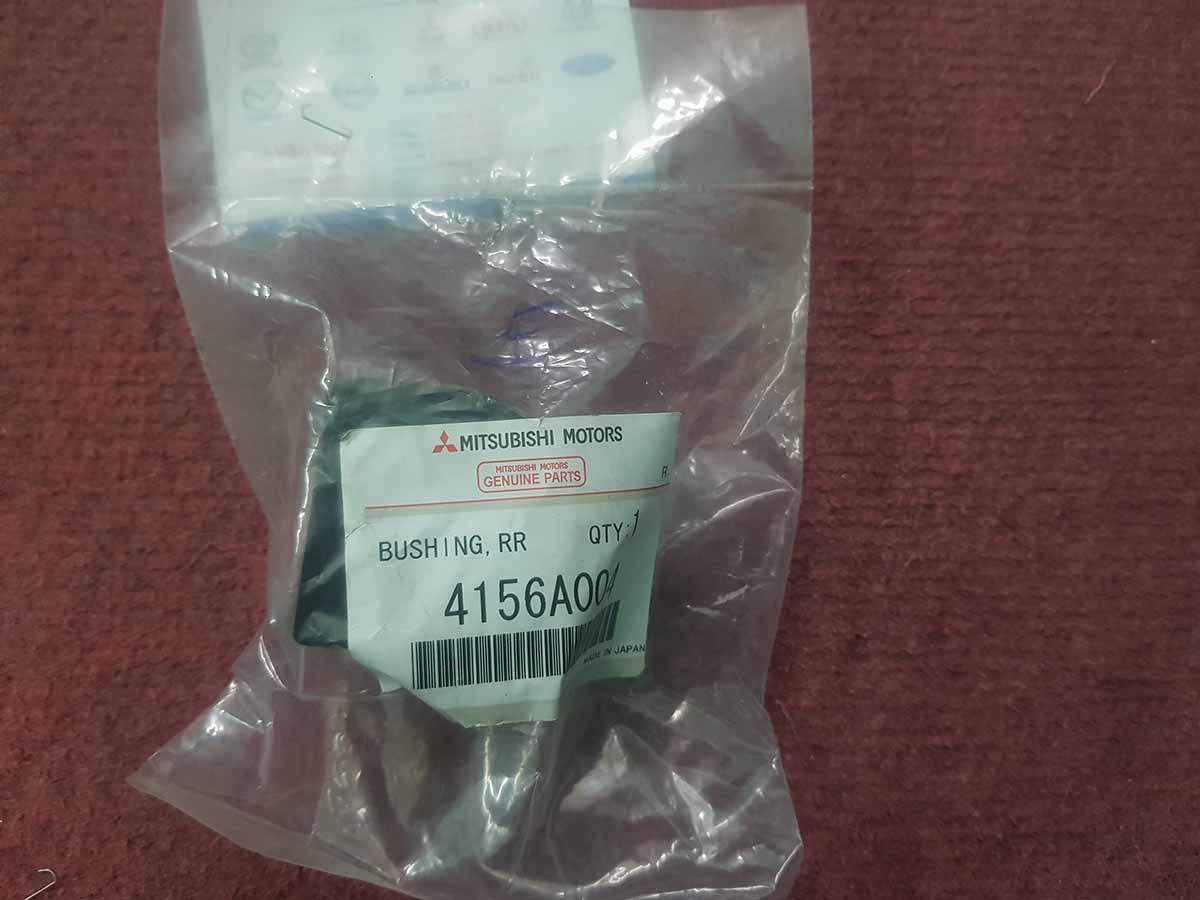 MITSUBISHI MOTORS
MITSUBISHI MOTORS
GENUINE PARTS
R
BUSHING, RR QTY:1
4156A004
MADE IN JAPAN